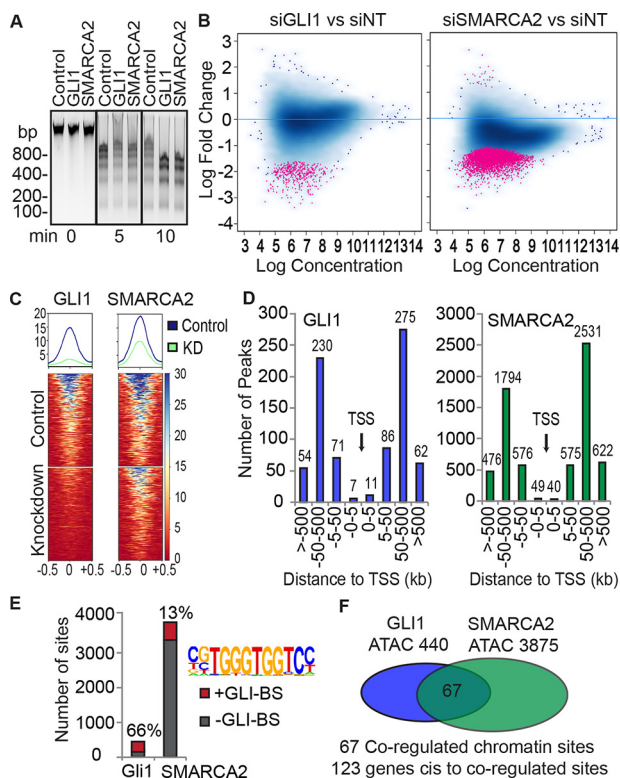 A
Control
GLI1
SMARCA2
Control
GLI1
SMARCA2
Control
GLI1
SMARCA2
bp
800-
400-
200-
100-
min 0 5 10
B
siGLI1 vs siNT
siSMARCA2 vs siNT
Log Fold Change
3
2
1
0
-1
-2
-3
-4
3 4 5 6 7 8 9 10 11 12 13 14
3 4 5 6 7 8 9 10 11 12 13 14
Log Concentration
Log Concentration
C
GLI1 SMARCA2
20
15
10
5
Control
KD
Control
Knockdown
30
25
20
15
10
5
0
-0.5 0 +0.5
-0.5 0 +0.5
D
GLI1
Number of Peaks
300
250
200
150
100
50
0
54 230 71 7 11 86 275 62
TSS
>-500
-50-500
-5-50
-0-5
0-5
5-50
50-500
>500
Distance to TSS (kb)
SMARCA2
3000
2500
2000
1500
1000
500
0
476 1794 576 49 40 575 2531 622
TSS
>-500
-50-500
-5-50
-0-5
0-5
5-50
50-500
>500
Distance to TSS (kb)
E
Number of sites
4000
3000
2000
1000
0
66%
13%
Gli1 SMARCA2
TGGGTGGTC
+GLI-BS
-GLI-BS
F
GLI1
ATAC 440
SMARCA2
ATAC 3875
67
67 Co-regulated chromatin sites
123 genes cis to co-regulated sites